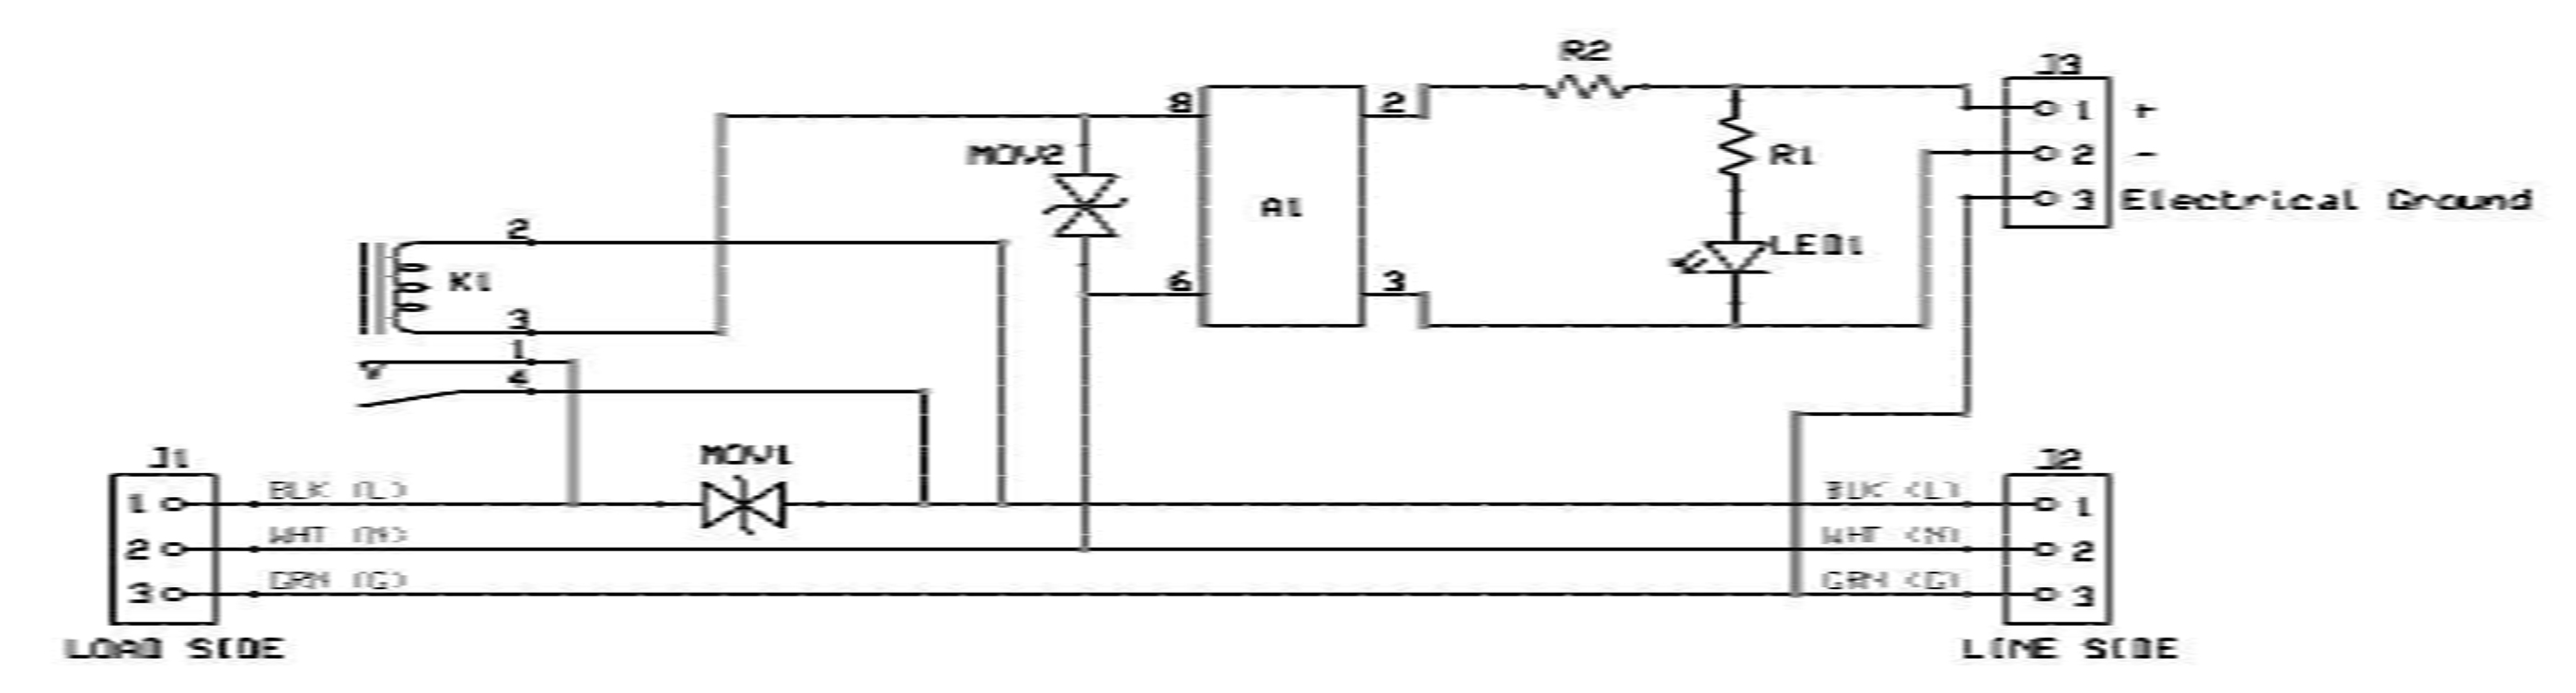 R2
J3
8
2
1 +
MOV2
R1
2 -
A1
3 Electrical Ground
2
LED1
K1
6
3
3
1
4
J1
MOV1
J2
1
BLK (L)
BLK (L)
1
2
WHT (N)
WHT (N)
2
3
GRN (G)
GRN (G)
3
LOAD SIDE
LINE SIDE